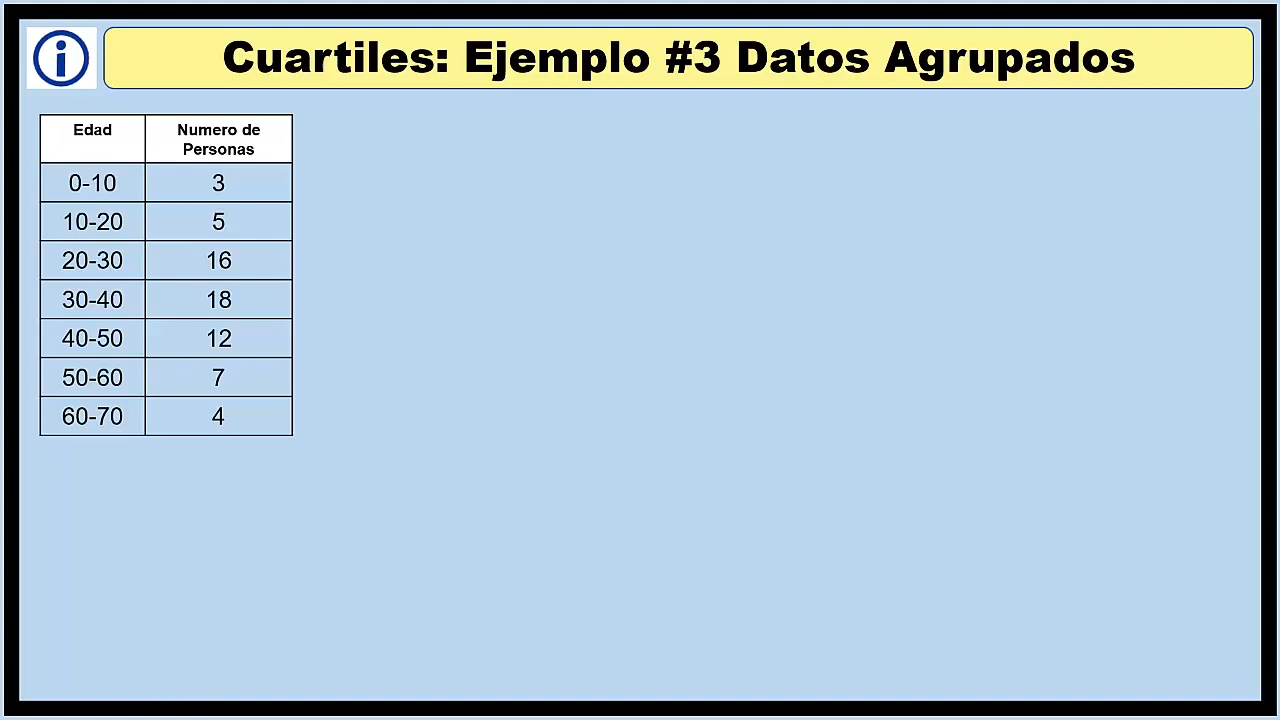 Cuartiles: Ejemplo #3 Datos Agrupados
Edad Numero de
Personas
0-10 3
10-20 5
20-30 16
30-40 18
40-50 12
50-60 7
60-70 4